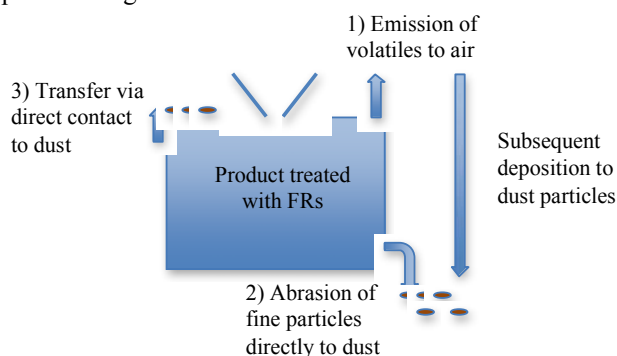 1) Emission of
volatiles to air
3) Transfer via
direct contact
to dust
Subsequent
deposition to
dust particles
Product treated
with FRs
2) Abrasion of
fine particles
directly to dust